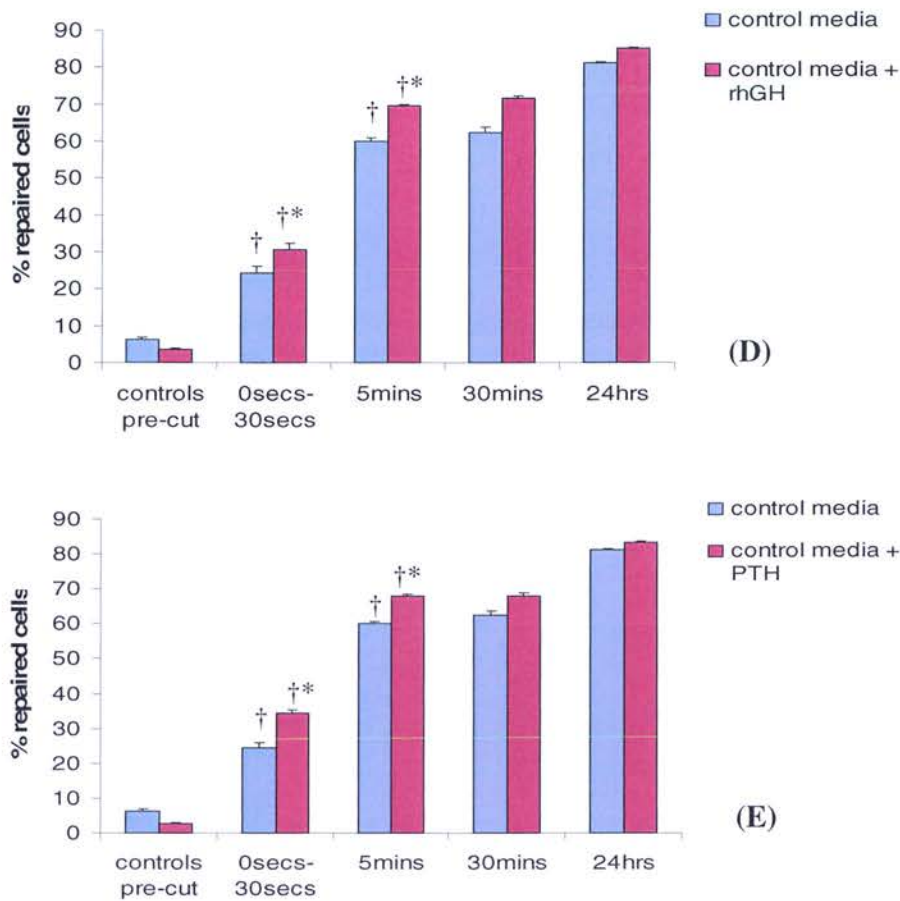 control media
control media +
rhGH
% repaired cells
90
80
70
60
50
40
30
20
10
0
†
†*
†
†*
controls
pre-cut
0secs-
30secs
5mins
30mins
24hrs
(D)
control media
control media +
PTH
% repaired cells
90
80
70
60
50
40
30
20
10
0
†
†*
†
†*
controls
pre-cut
0secs-
30secs
5mins
30mins
24hrs
(E)